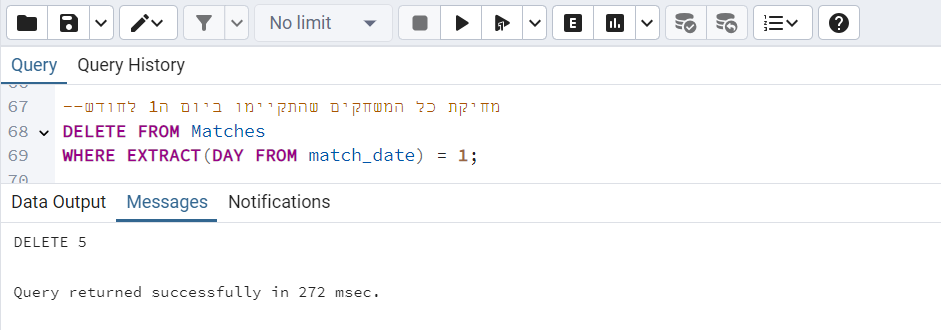 No limit
Query Query History
67 --מחיקת כל המשחקים שהתקיימו ביום ה1 לחודש
68 DELETE FROM Matches
69 WHERE EXTRACT(DAY FROM match_date) = 1;
70
Data Output Messages Notifications
DELETE 5
Query returned successfully in 272 msec.